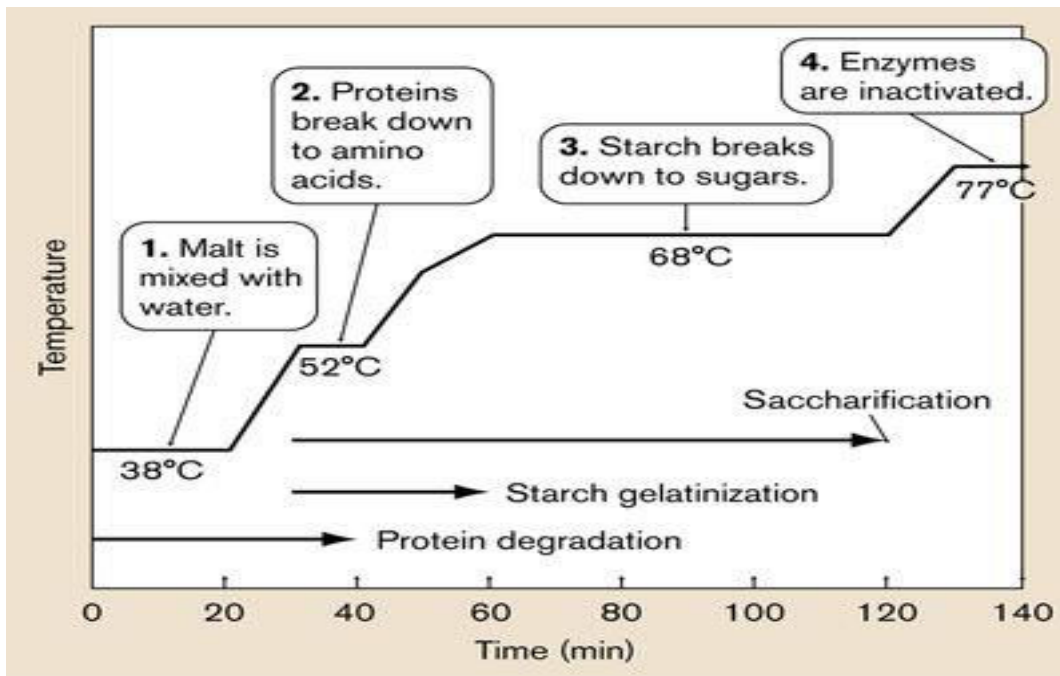 4. Enzymes
are inactivated.
2. Proteins
break down
to amino
acids.
3. Starch breaks
down to sugars.
77°C
1. Malt is
mixed with
water.
68°C
52°C
Temperature
Saccharification
38°C
Starch gelatinization
Protein degradation
0 20 40 60 80 100 120 140
Time (min)